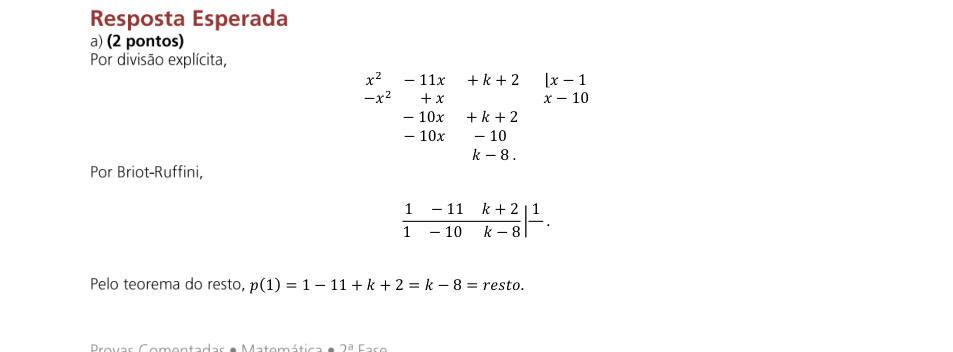 Resposta Esperada
a) (2 pontos)
Por divisão explícita,
x² − 11x + k + 2 |x − 1
−x² + x x − 10
− 10x + k + 2
− 10x − 10
k − 8 .
Por Briot-Ruffini,
1 − 11 k + 2 | 1
1 − 10 k − 8 | .
Pelo teorema do resto, p(1) = 1 − 11 + k + 2 = k − 8 = resto.
Provas Comentadas • Matemática • 2ª Fase